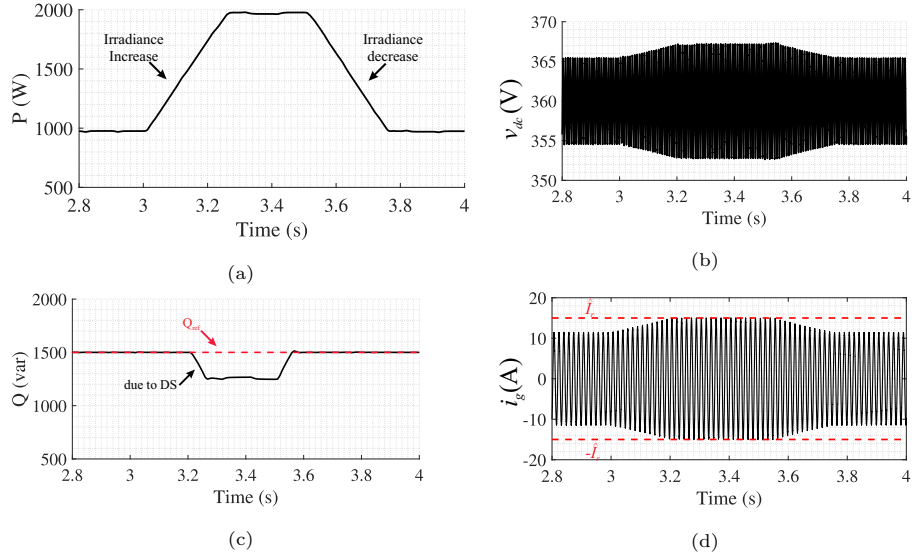 2000
1500
1000
500
P (W)
Irradiance
Increase
Irradiance
decrease
2.8 3 3.2 3.4 3.6 3.8 4
Time (s)
(a)
370
365
360
355
350
v_dc (V)
2.8 3 3.2 3.4 3.6 3.8 4
Time (s)
(b)
2000
1500
1000
500
Q (var)
Q_ref
due to DS
2.8 3 3.2 3.4 3.6 3.8 4
Time (s)
(c)
20
10
0
-10
-20
i_g(A)
2.8 3 3.2 3.4 3.6 3.8 4
Time (s)
(d)